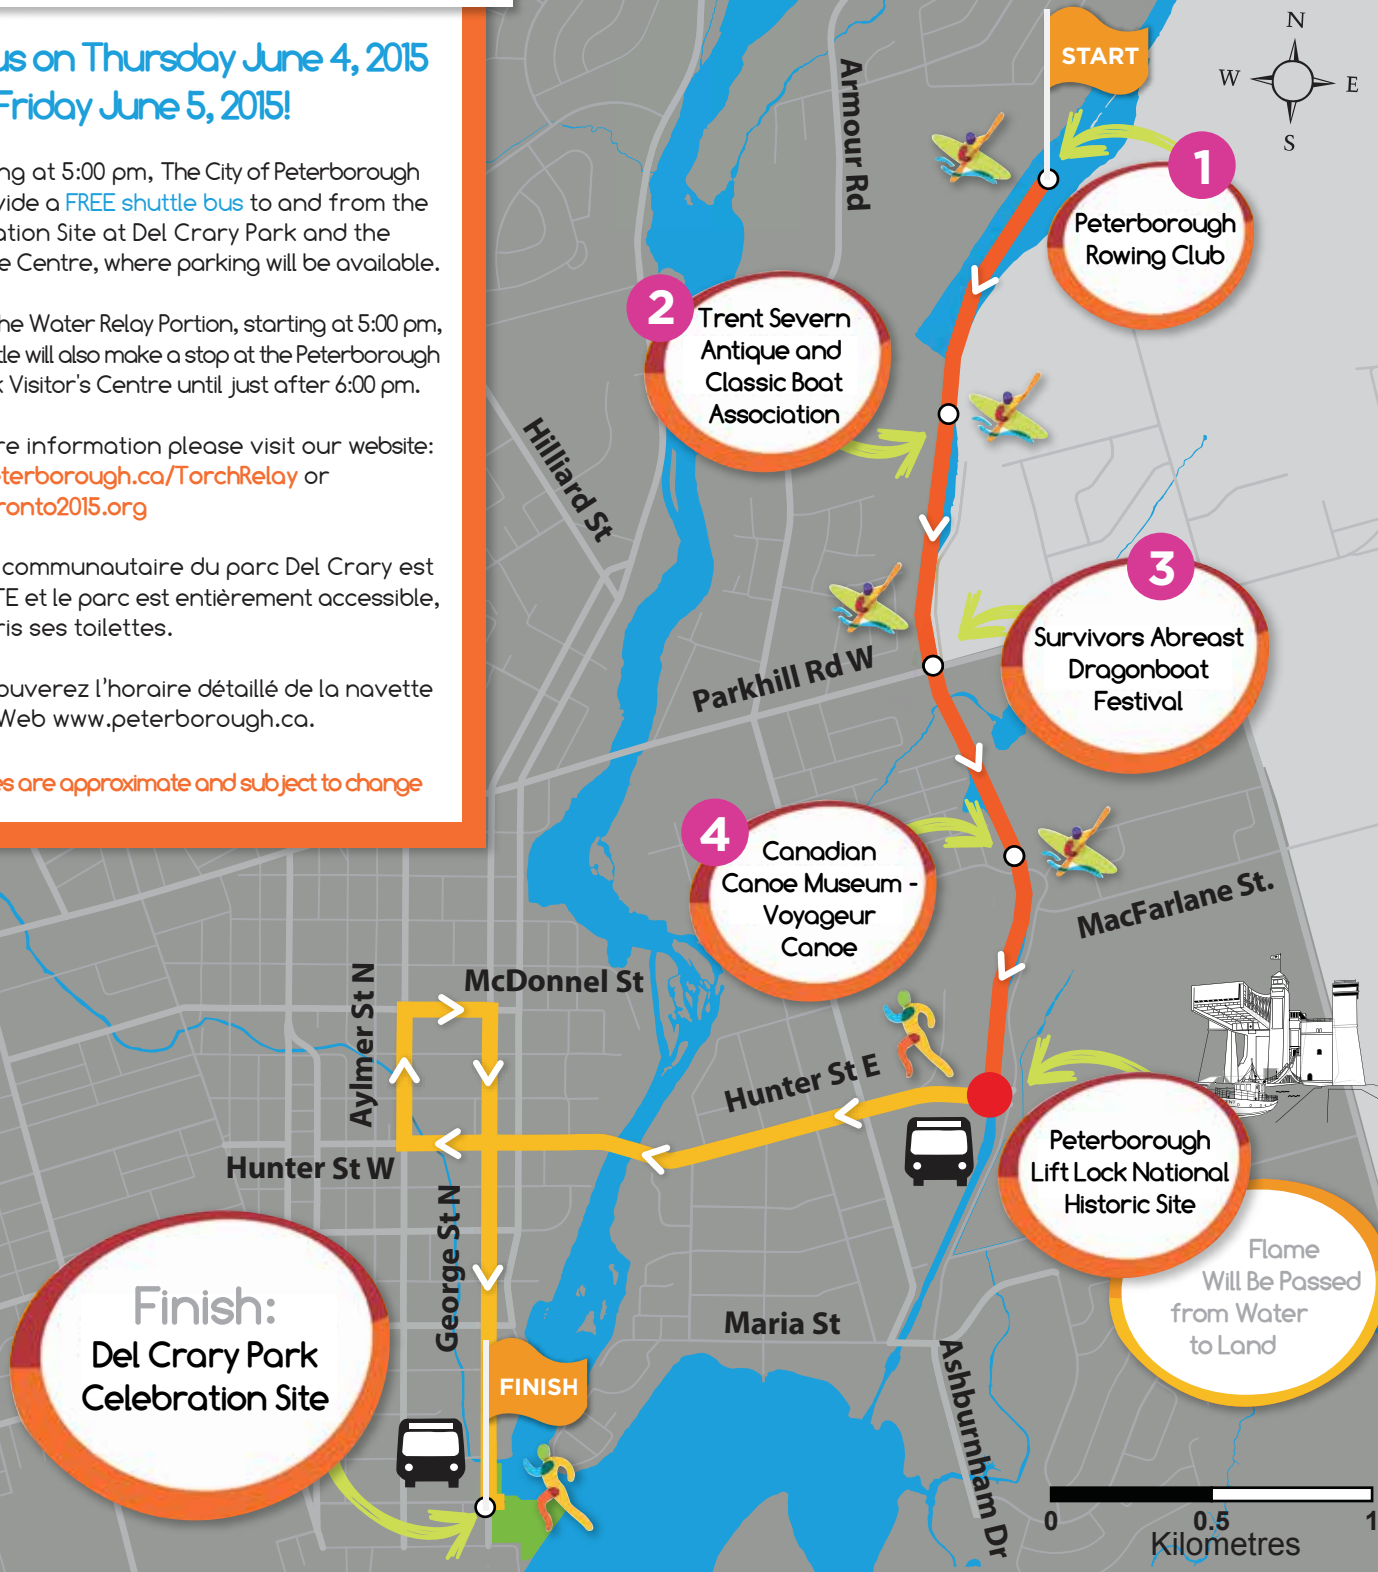 us on Thursday June 4, 2015
Friday June 5, 2015!
ng at 5:00 pm, The City of Peterborough
vide a FREE shuttle bus to and from the
ation Site at Del Crary Park and the
e Centre, where parking will be available.
he Water Relay Portion, starting at 5:00 pm,
tle will also make a stop at the Peterborough
k Visitor's Centre until just after 6:00 pm.
re information please visit our website:
eterborough.ca/TorchRelay or
ronto2015.org
communautaire du parc Del Crary est
TE et le parc est entièrement accessible,
ris ses toilettes.
ouverez l'horaire détaillé de la navette
Web www.peterborough.ca.
es are approximate and subject to change
START
N
W
E
S
Armour Rd
1
Peterborough
Rowing Club
2
Trent Severn
Antique and
Classic Boat
Association
Hilliard St
3
Survivors Abreast
Dragonboat
Festival
Parkhill Rd W
4
Canadian
Canoe Museum -
Voyageur
Canoe
MacFarlane St.
McDonnel St
Aylmer St N
Hunter St E
Hunter St W
George St N
Peterborough
Lift Lock National
Historic Site
Flame
Will Be Passed
from Water
to Land
Finish:
Del Crary Park
Celebration Site
Maria St
FINISH
Ashburnham Dr
0
0.5
1
Kilometres